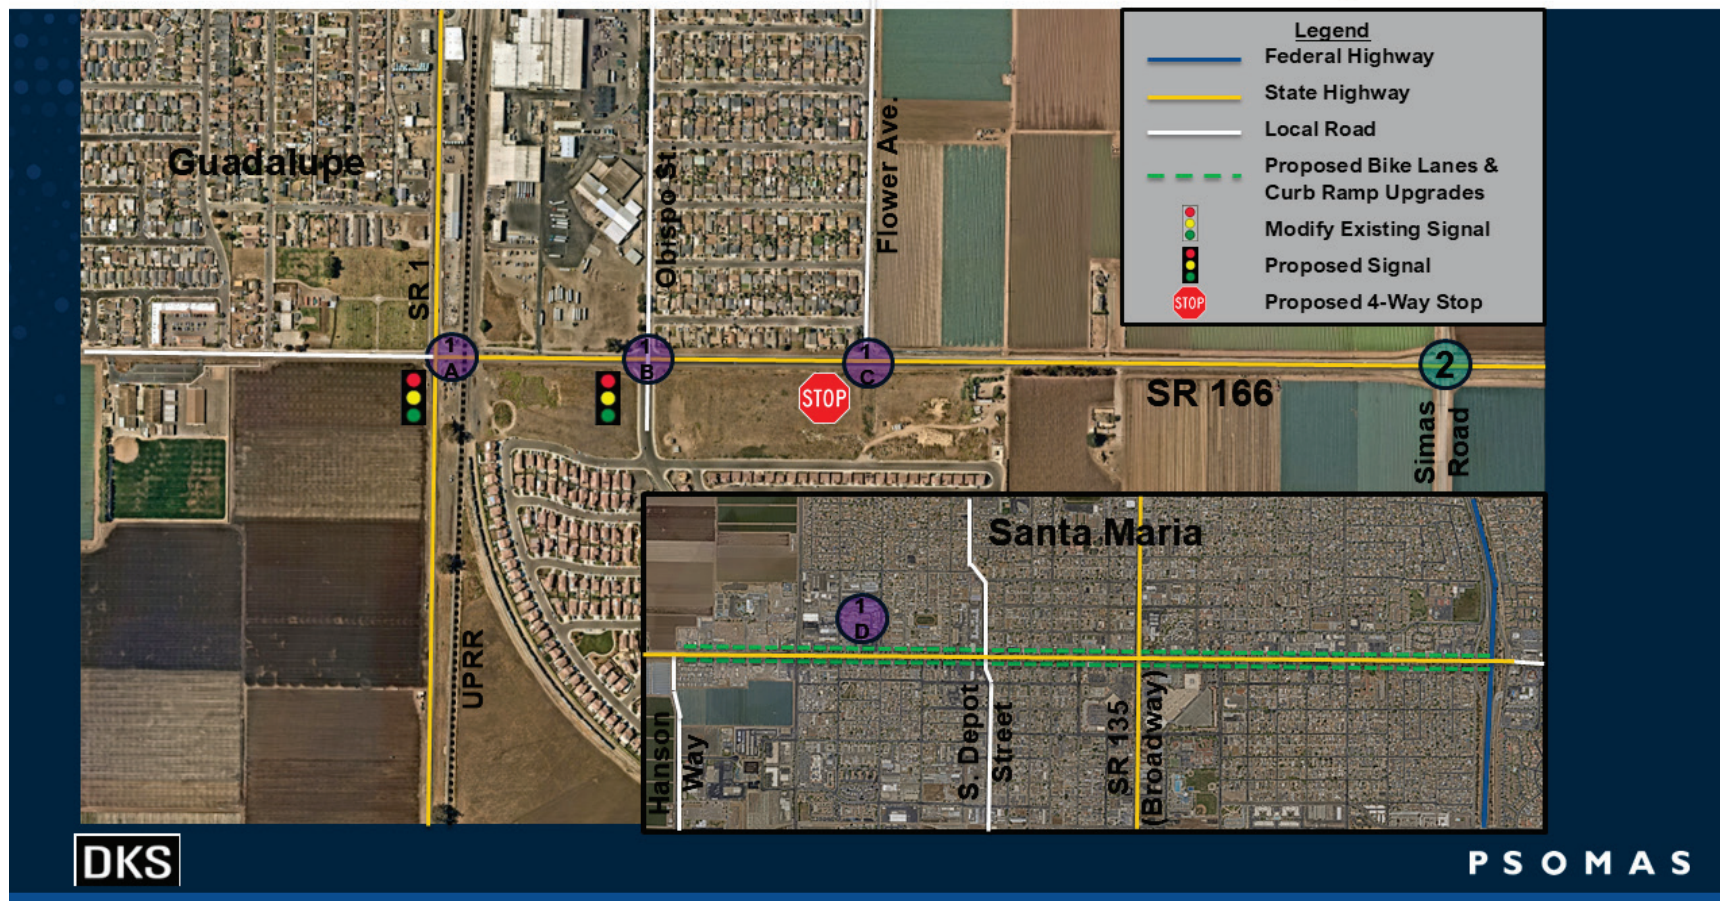 Legend
Federal Highway
State Highway
Local Road
Proposed Bike Lanes &
Curb Ramp Upgrades
Modify Existing Signal
Proposed Signal
STOP
Proposed 4-Way Stop
Guadalupe
SR 1
Obispo St.
Flower Ave.
1
A
1
B
1
C
2
STOP
SR 166
Simas
Road
UPRR
Santa Maria
1
D
Hanson
Way
S. Depot
Street
SR 135
(Broadway)
DKS
PSOMAS